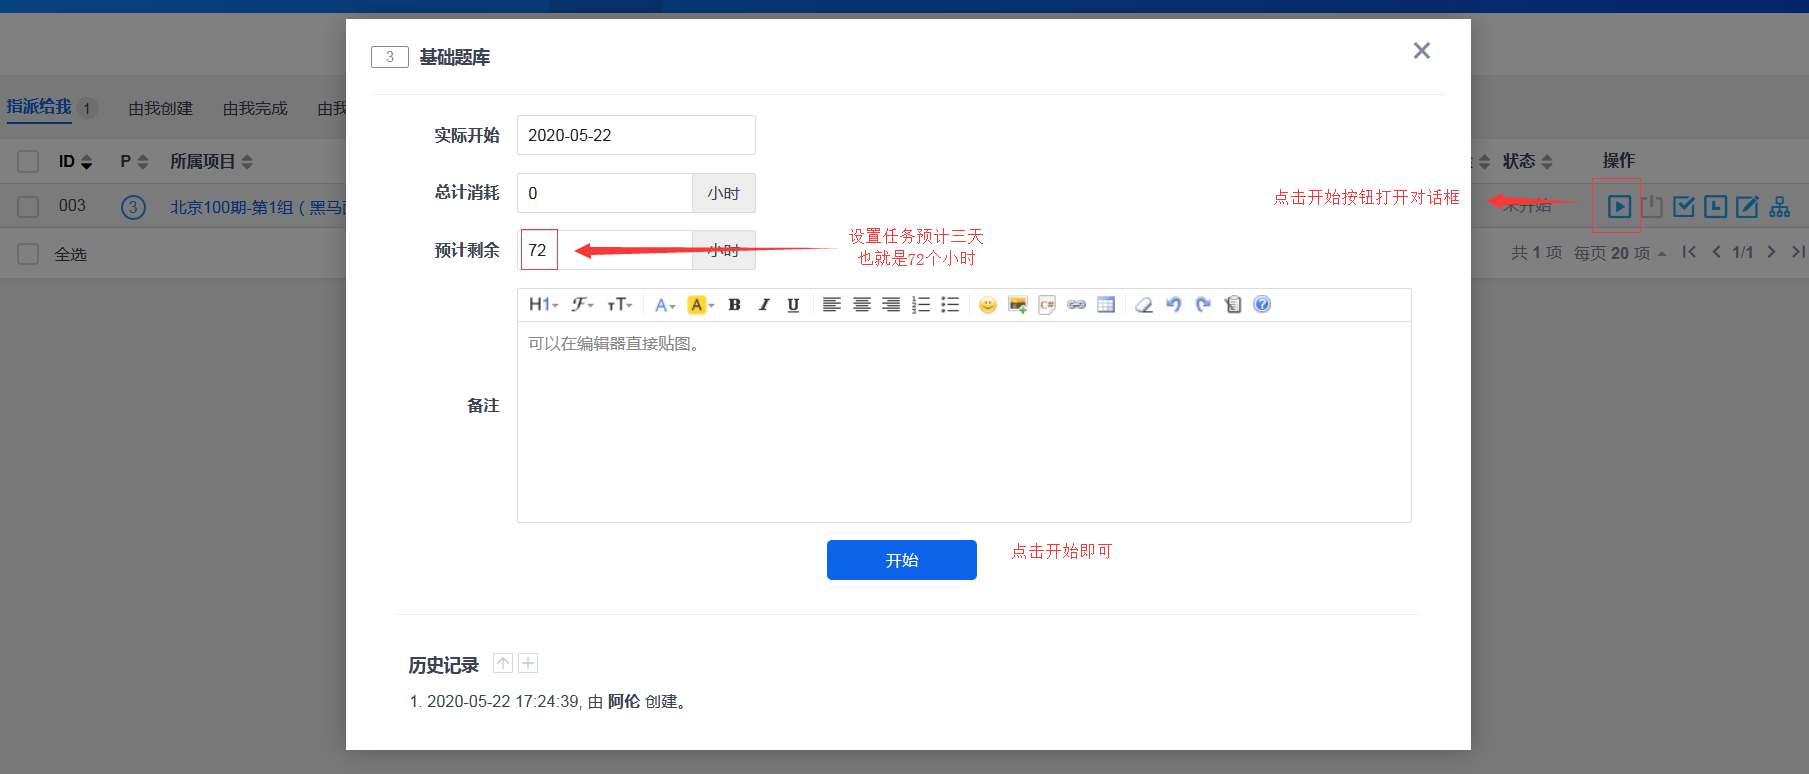 3 基础题库
指派给我 1 由我创建 由我完成 由我
实际开始 2020-05-22
ID P 所属项目 状态 操作
总计消耗 0 小时
点击开始按钮打开对话框
003 3 北京100期-第1组 ( 黑马 未开始
预计剩余 72 小时
设置任务预计三天
也就是72个小时
全选 共 1 项 每页 20 项 1/1
H1 F TT A A B I U C#
可以在编辑器直接贴图。
备注
开始 点击开始即可
历史记录
1. 2020-05-22 17:24:39, 由 阿伦 创建。